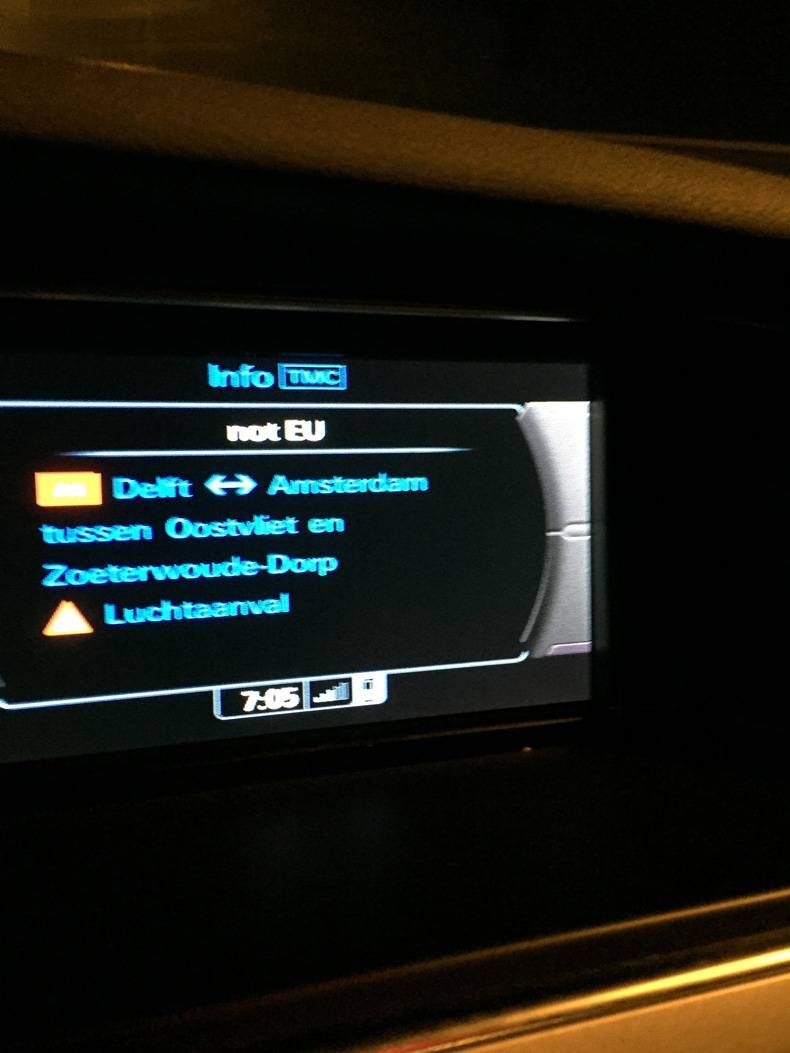 Info TMC
not EU
Delft ↔ Amsterdam
tussen Oostvliet en
Zoeterwoude-Dorp
Luchtaanval
7:05